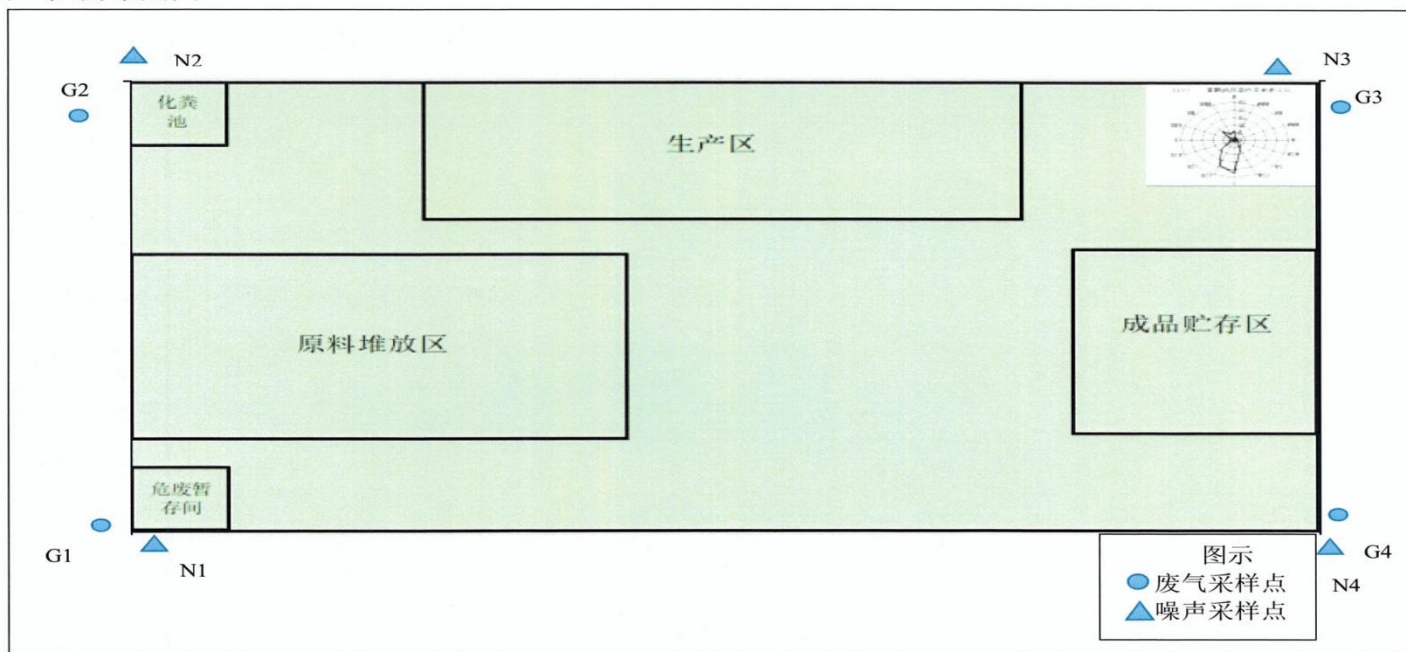 N2
N3
G2
G3
化粪
池
生产区
原料堆放区
成品贮存区
危废暂
存间
G1
N1
图示
废气采样点
噪声采样点
G4
N4